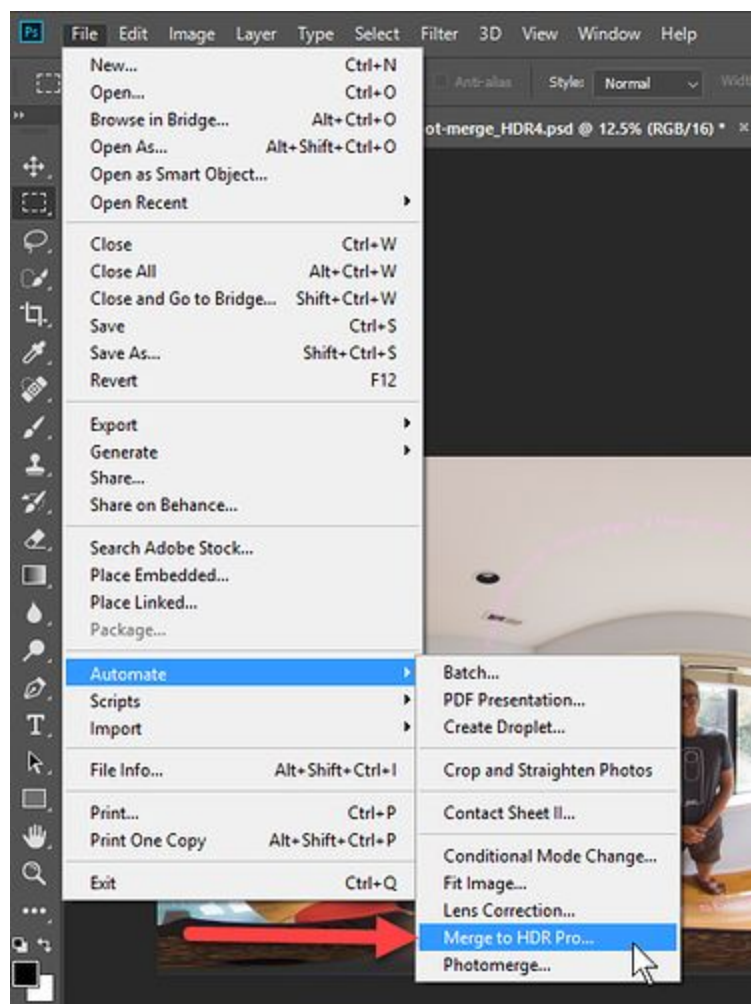 Ps File Edit Image Layer Type Select Filter 3D View Window Help
Anti-alias Style: Normal
ot-merge_HDR4.psd @ 12.5% (RGB/16) * ×
New... Ctrl+N
Open... Ctrl+O
Browse in Bridge... Alt+Ctrl+O
Open As... Alt+Shift+Ctrl+O
Open as Smart Object...
Open Recent
Close Ctrl+W
Close All Alt+Ctrl+W
Close and Go to Bridge... Shift+Ctrl+W
Save Ctrl+S
Save As... Shift+Ctrl+S
Revert F12
Export
Generate
Share...
Share on Behance...
Search Adobe Stock...
Place Embedded...
Place Linked...
Package...
Automate
Scripts
Import
File Info... Alt+Shift+Ctrl+I
Print... Ctrl+P
Print One Copy Alt+Shift+Ctrl+P
Exit Ctrl+Q
Batch...
PDF Presentation...
Create Droplet...
Crop and Straighten Photos
Contact Sheet II...
Conditional Mode Change...
Fit Image...
Lens Correction...
Merge to HDR Pro...
Photomerge...